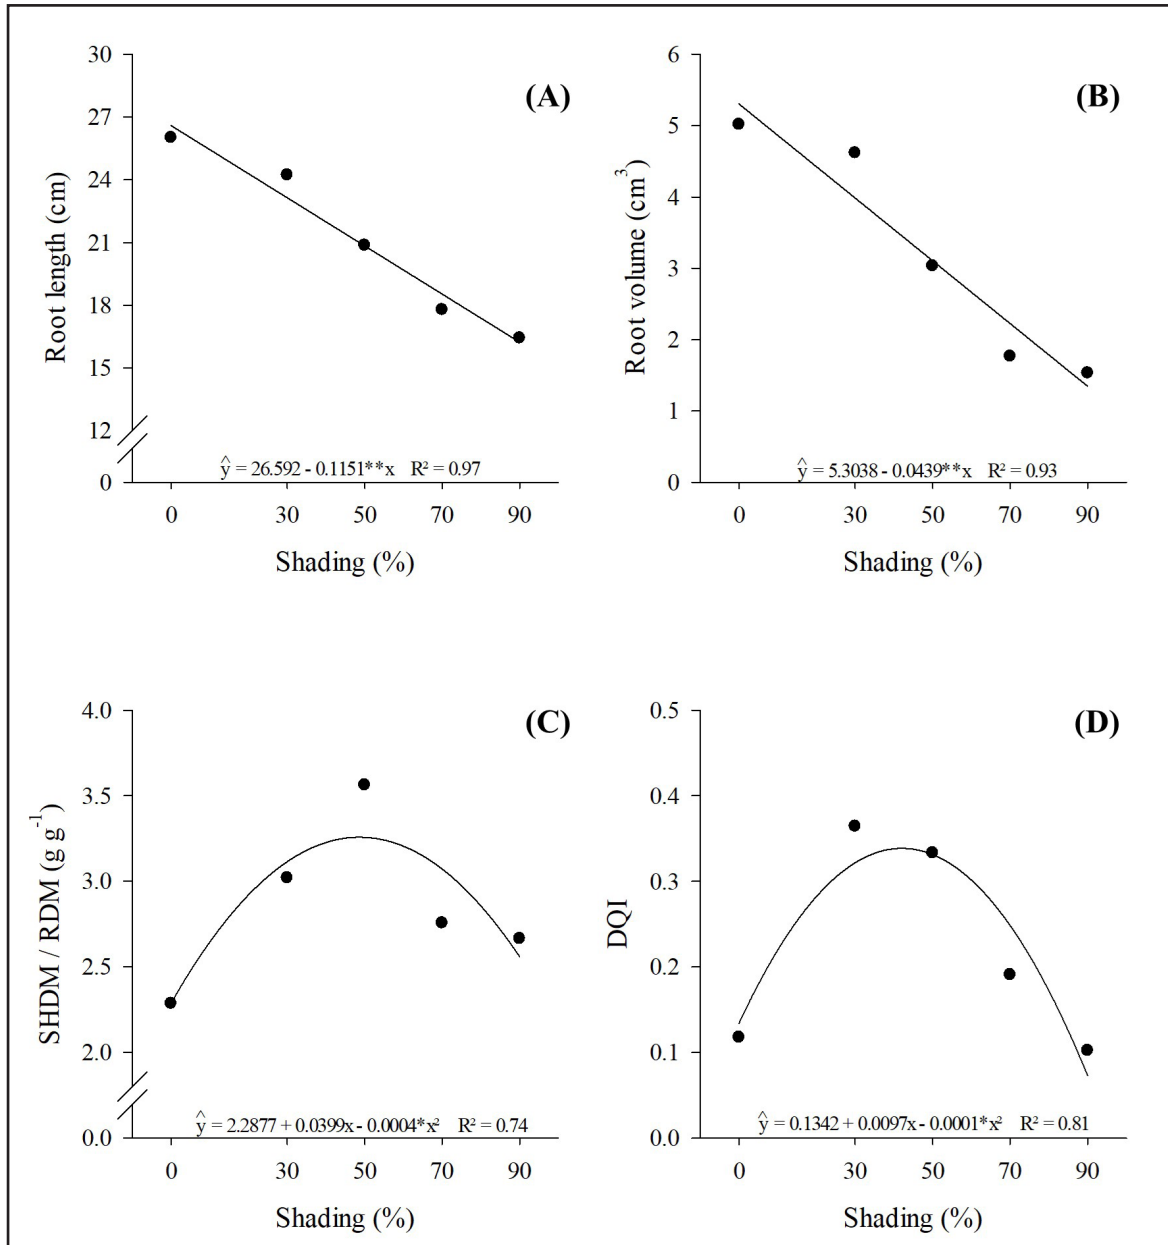 (A)
30
27
24
21
18
15
12
0
Root length (cm)
ŷ = 26.592 - 0.1151**x R² = 0.97
0 30 50 70 90
Shading (%)
(B)
6
5
4
3
2
1
0
Root volume (cm³)
ŷ = 5.3038 - 0.0439**x R² = 0.93
0 30 50 70 90
Shading (%)
(C)
4.0
3.5
3.0
2.5
2.0
0.0
SHDM / RDM (g g⁻¹)
ŷ = 2.2877 + 0.0399x - 0.0004*x² R² = 0.74
0 30 50 70 90
Shading (%)
(D)
0.5
0.4
0.3
0.2
0.1
0.0
DQI
ŷ = 0.1342 + 0.0097x - 0.0001*x² R² = 0.81
0 30 50 70 90
Shading (%)